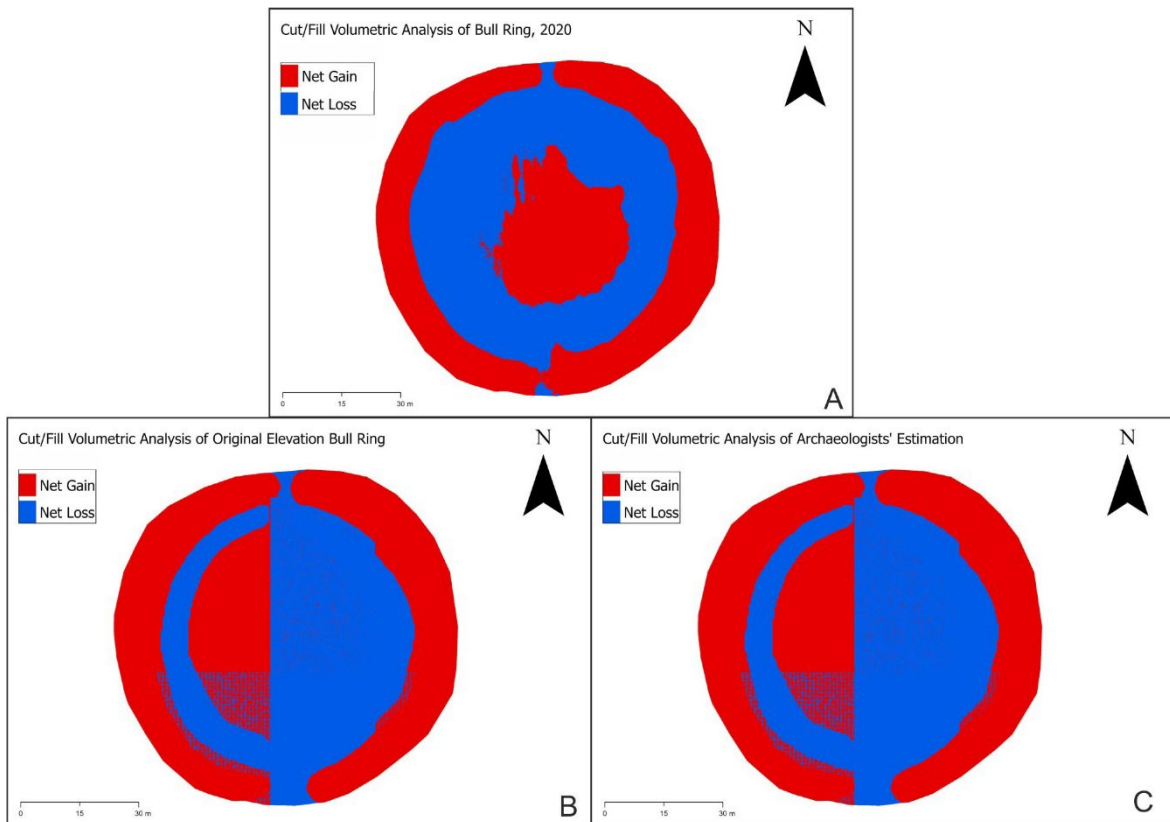 Cut/Fill Volumetric Analysis of Bull Ring, 2020
N
Net Gain
Net Loss
0 15 30 m
A
Cut/Fill Volumetric Analysis of Original Elevation Bull Ring
N
Net Gain
Net Loss
0 15 30 m
B
Cut/Fill Volumetric Analysis of Archaeologists' Estimation
N
Net Gain
Net Loss
0 15 30 m
C